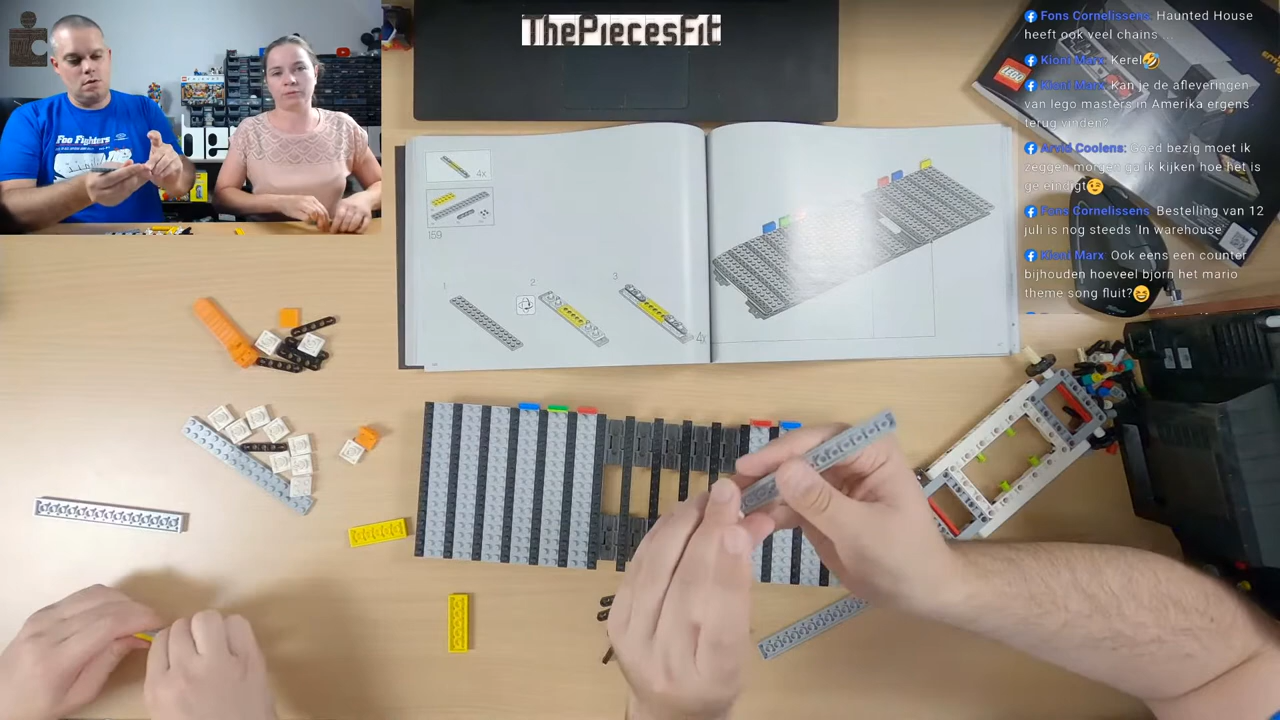 ThePiecesFit
Fons Cornelissens: Haunted House
heeft ook veel chains ...
Kioni Marx: Kerel🤣
Kioni Marx: Kan je de afleveringen
van lego masters in Amerika ergens
terug vinden?
Arvid Coolens: Goed bezig moet ik
zeggen morgen ga ik kijken hoe het is
ge eindigt😉
Fons Cornelissens Bestelling van 12
juli is nog steeds 'In warehouse'
Kioni Marx Ook eens een counter
bijhouden hoeveel bjorn het mario
theme song fluit?😆
LEGO
Foo Fighters
4x
159
1
2
3
4x